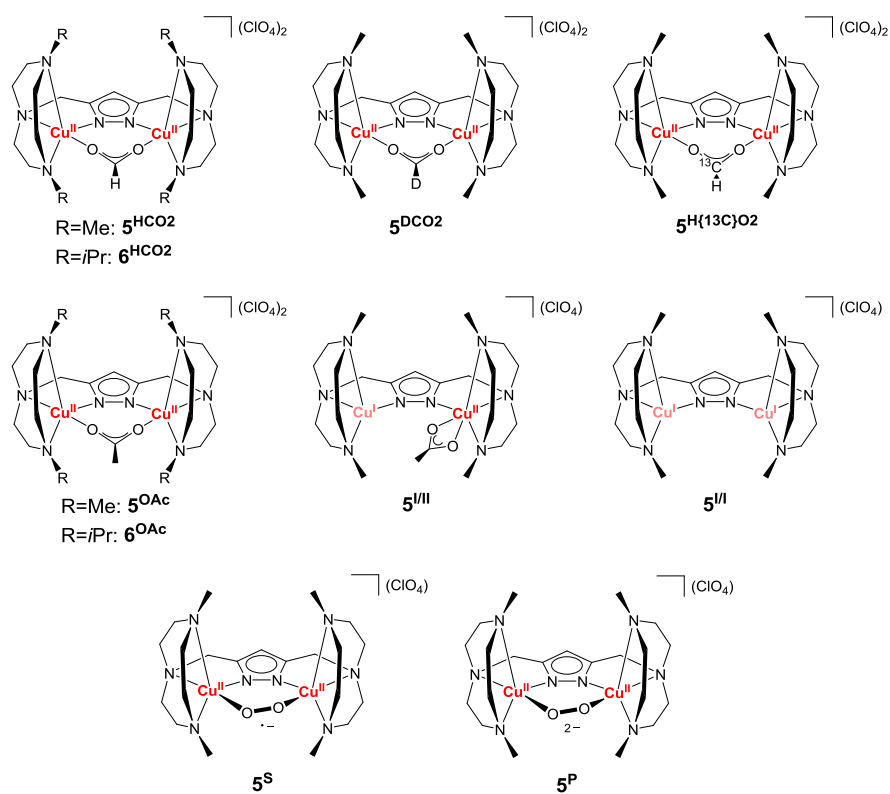 R R (ClO4)2
N N
N N
CuII N N CuII
O O
N H N
R R
R=Me: 5HCO2
R=iPr: 6HCO2
(ClO4)2
N N
N N
CuII N N CuII
O O
N D N
5DCO2
(ClO4)2
N N
N N
CuII N N CuII
O O
13C
N H N
5H{13C}O2
R R (ClO4)2
N N
N N
CuII N N CuII
O O
N N
R R
R=Me: 5OAc
R=iPr: 6OAc
(ClO4)
N N
N N
CuI N N CuII
O O
N N
5I/II
(ClO4)
N N
N N
CuI N N CuI
N N
5I/I
(ClO4)
N N
N N
CuII N N CuII
O O
N •– N
5S
(ClO4)
N N
N N
CuII N N CuII
O O
N 2– N
5P